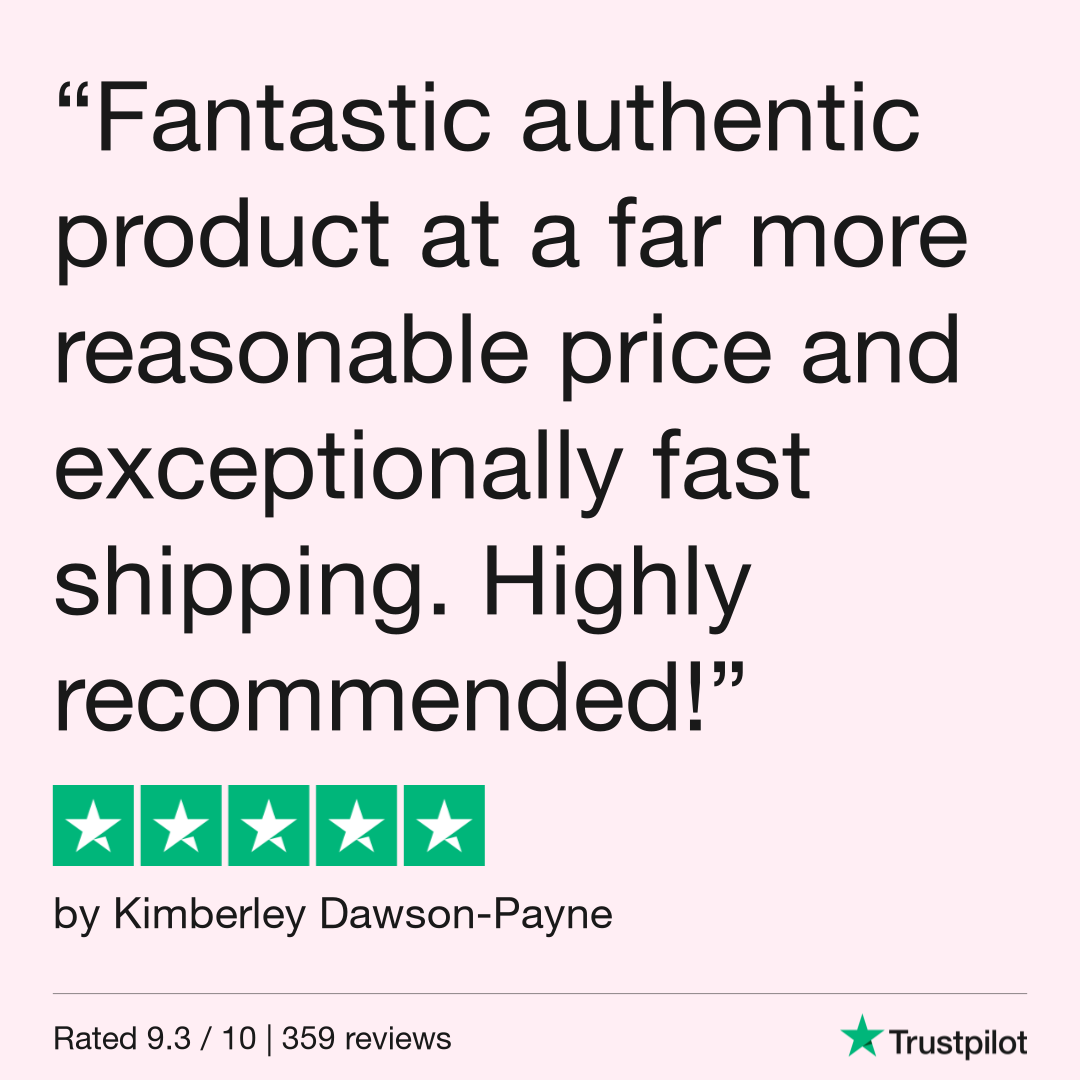 “Fantastic authentic
product at a far more
reasonable price and
exceptionally fast
shipping. Highly
recommended!”
by Kimberley Dawson-Payne
Rated 9.3 / 10 | 359 reviews
Trustpilot